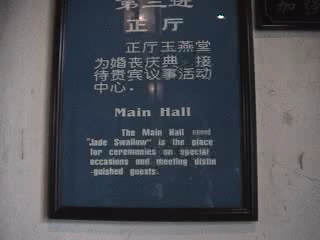 第三进
正厅
正厅玉燕堂
为婚丧庆典、接
待贵宾议事活动
中心.
Main Hall
The Main Hall
"Jade Swallow" is the place
for ceremonies on special
occasions and meeting distin
-guished guests.